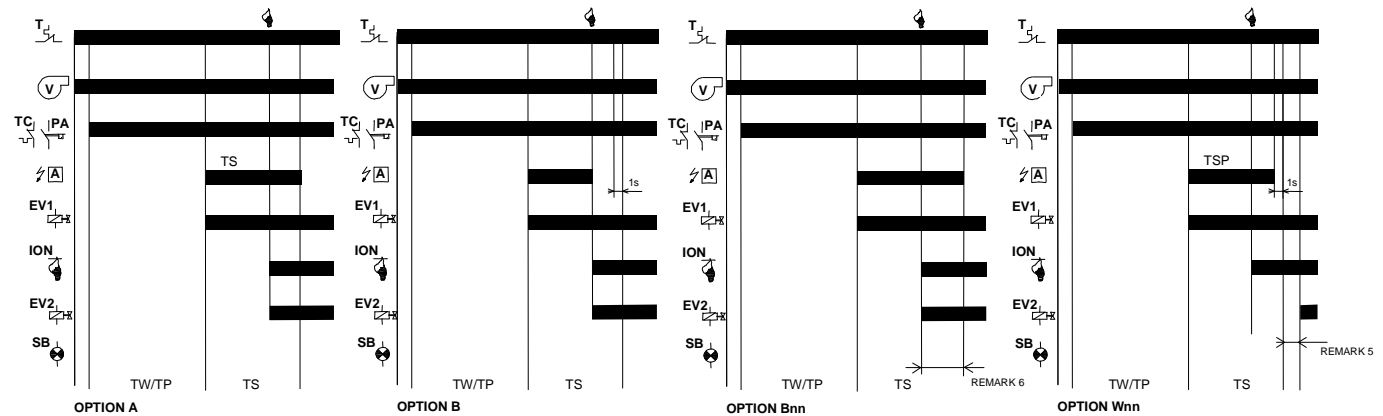 T
V
TC PA
TS
A
EV1
ION
EV2
SB
TW/TP TS
OPTION A
T
V
TC PA
A
1s
EV1
ION
EV2
SB
TW/TP TS
OPTION B
T
V
TC PA
A
EV1
ION
EV2
SB
TW/TP TS REMARK 6
OPTION Bnn
T
V
TC PA
TSP
A
1s
EV1
ION
EV2
SB
REMARK 5
TW/TP TS
OPTION Wnn